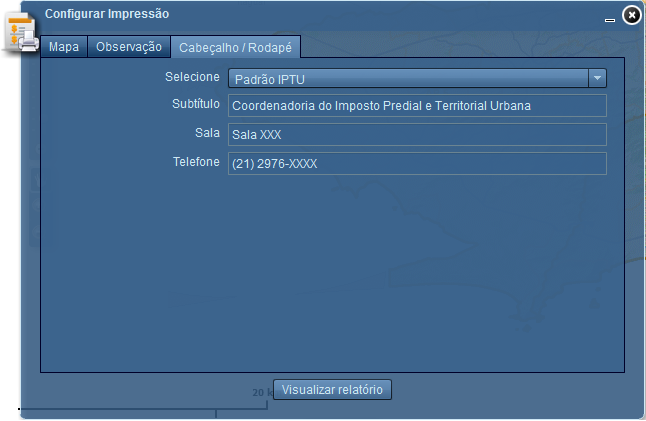 Configurar Impressão
Mapa Observação Cabeçalho / Rodapé
Selecione Padrão IPTU
Subtítulo Coordenadoria do Imposto Predial e Territorial Urbana
Sala Sala XXX
Telefone (21) 2976-XXXX
Visualizar relatório
20 k